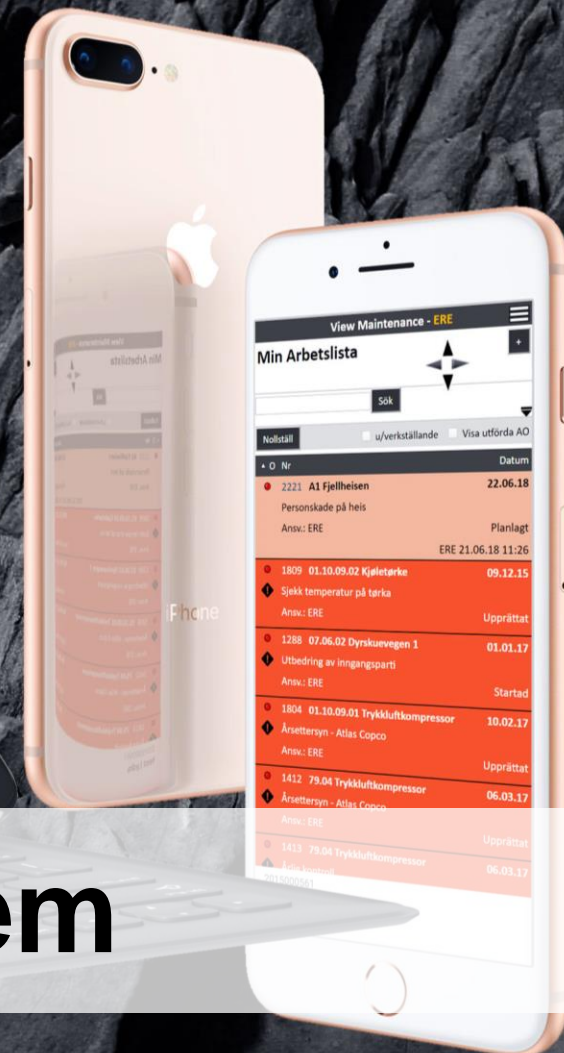 View Maintenance - ERE
Min Arbetslista
+
Sök
Nollställ u/verkställande Visa utförda AO
O Nr Datum
2221 A1 Fjellheisen 22.06.18
Personskade på heis
Ansv.: ERE Planlagt
ERE 21.06.18 11:26
1809 01.10.09.02 Kjøletørke 09.12.15
Sjekk temperatur på tørka
Ansv.: ERE Upprättat
1288 07.06.02 Dyrskuevegen 1 01.01.17
Utbedring av inngangsparti
Ansv.: ERE Startad
1804 01.10.09.01 Trykkluftkompressor 10.02.17
Årsettersyn - Atlas Copco
Ansv.: ERE Upprättat
1412 79.04 Trykkluftkompressor 06.03.17
Årsettersyn - Atlas Copco
Ansv.: ERE Upprättat
1413 79.04 Trykkluftkompressor 06.03.17
iPhone
em